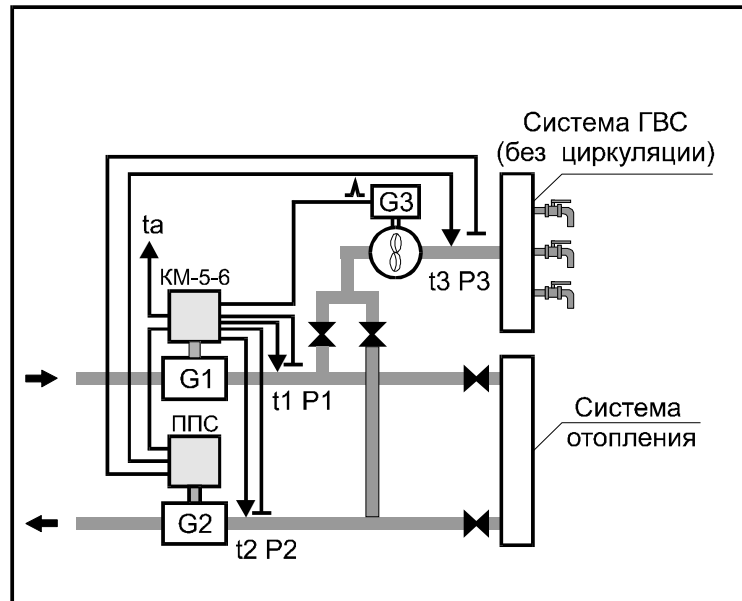 Система ГВС
(без циркуляции)
G3
ta
КМ-5-6
t3 P3
G1
t1 P1
ППС
Система
отопления
G2
t2 P2